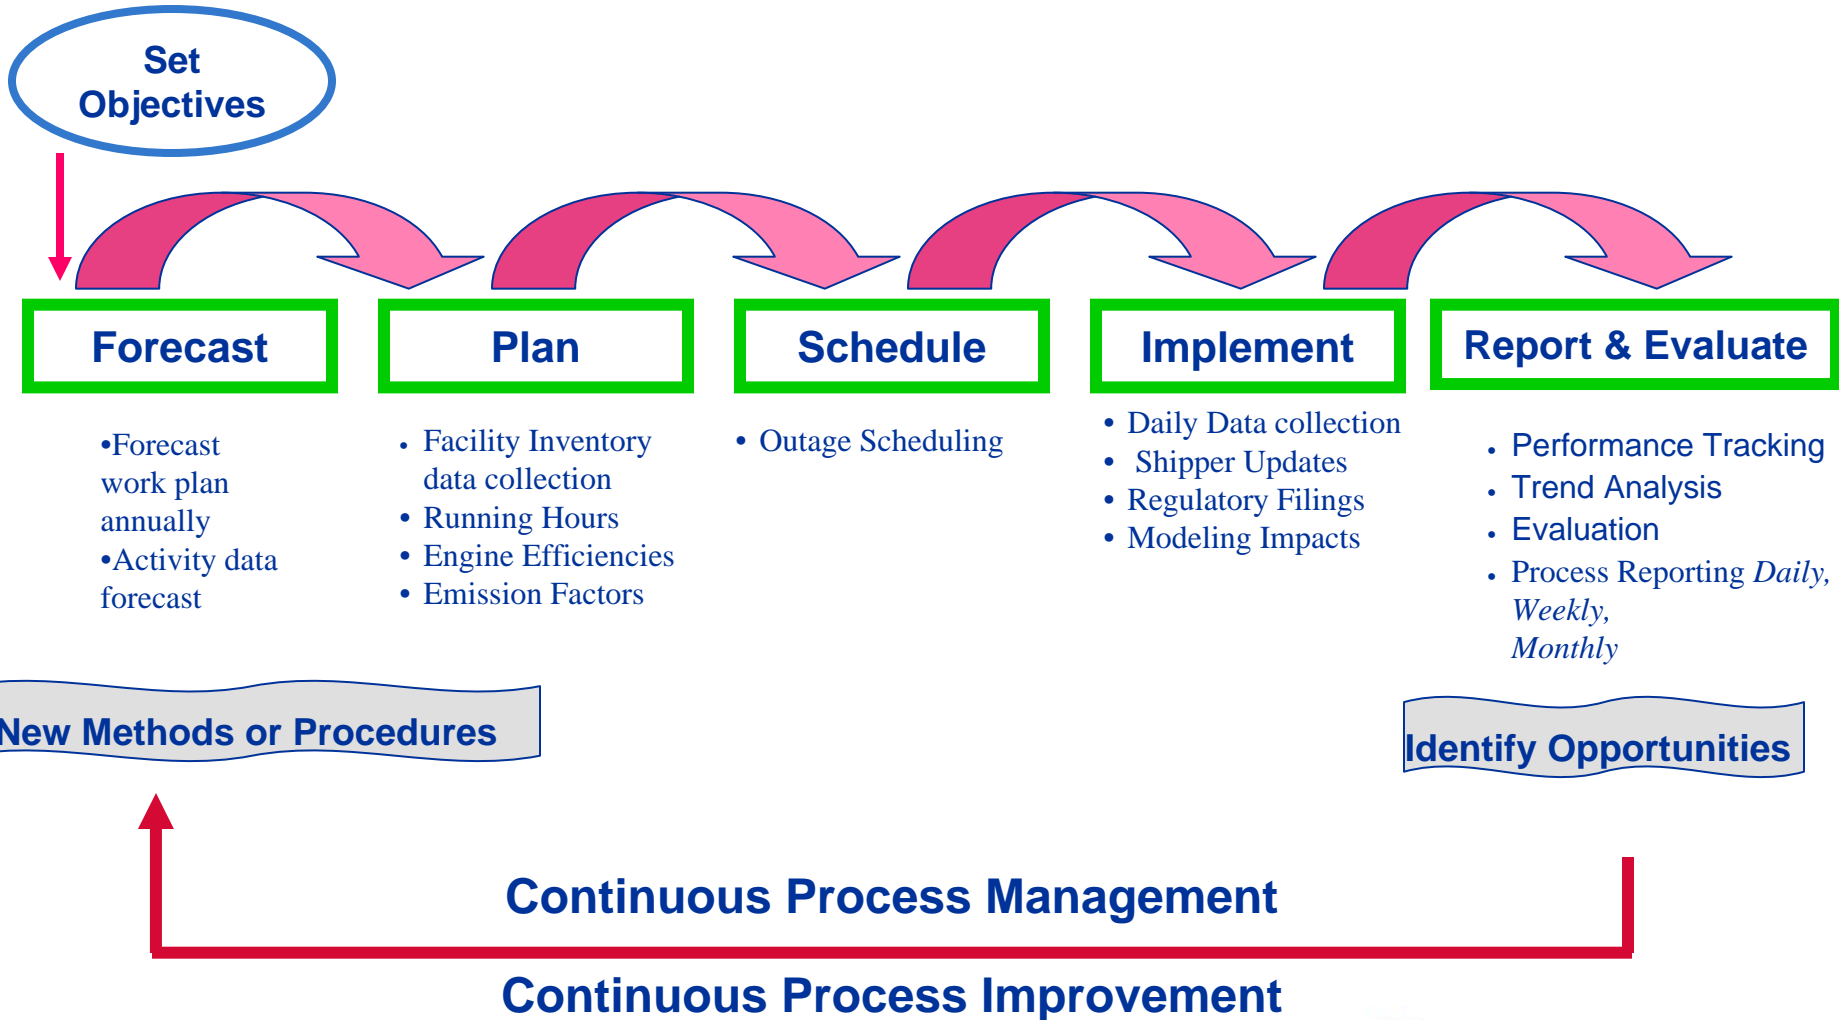 Set
Objectives
Forecast
Plan
Schedule
Implement
Report & Evaluate
•Forecast
work plan
annually
•Activity data
forecast
• Facility Inventory
data collection
• Running Hours
• Engine Efficiencies
• Emission Factors
• Outage Scheduling
• Daily Data collection
• Shipper Updates
• Regulatory Filings
• Modeling Impacts
• Performance Tracking
• Trend Analysis
• Evaluation
• Process Reporting Daily,
Weekly,
Monthly
New Methods or Procedures
Identify Opportunities
Continuous Process Management
Continuous Process Improvement